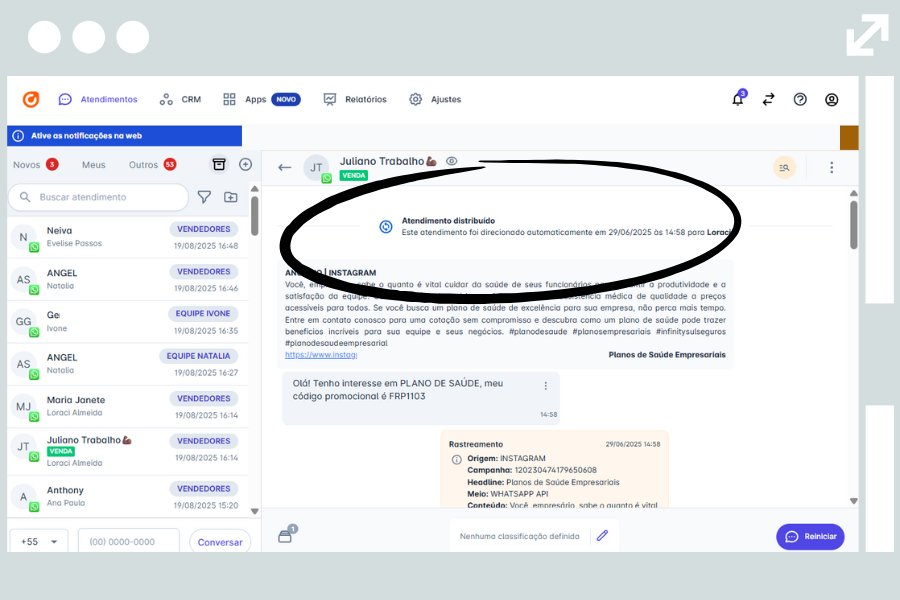 Atendimentos
CRM
Apps NOVO
Relatórios
Ajustes
3
Ative as notificações na web
Novos 3
Meus
Outros 53
Buscar atendimento
N
Neiva
Evelise Passos
VENDEDORES
19/08/2025 16:48
AS
ANGEL
Natalia
VENDEDORES
19/08/2025 16:46
GG
Ge
Ivone
EQUIPE IVONE
19/08/2025 16:35
AS
ANGEL
Natalia
EQUIPE NATALIA
19/08/2025 16:27
MJ
Maria Janete
Loraci Almeida
VENDEDORES
19/08/2025 16:14
JT
Juliano Trabalho
VENDA
Loraci Almeida
VENDEDORES
19/08/2025 16:14
A
Anthony
Ana Paula
VENDEDORES
19/08/2025 15:20
+55
(00) 0000-0000
Conversar
JT
Juliano Trabalho
VENDA
Atendimento distribuído
Este atendimento foi direcionado automaticamente em 29/06/2025 às 14:58 para Loraci
| INSTAGRAM
Você, sabe o quanto é vital cuidar da saúde de seus funcionários a produtividade e a
satisfação da equipe. médica de qualidade a preços
acessíveis para todos. Se você busca um plano de saúde de excelência para sua empresa, não perca mais tempo.
Entre em contato conosco para uma cotação sem compromisso e descubra como um plano de saúde pode trazer
benefícios incríveis para sua equipe e seus negócios. #planodesaude #planosempresariais #infinitysulseguros
#planodesaudeempresarial
https://www.instag
Planos de Saúde Empresariais
Olá! Tenho interesse em PLANO DE SAÚDE, meu
código promocional é FRP1103
14:58
Rastreamento
29/06/2025 14:58
Origem: INSTAGRAM
Campanha: 120230474179650608
Headline: Planos de Saúde Empresariais
Meio: WHATSAPP API
Conteúdo: Você, empresário, sabe o quanto é vital
1
Nenhuma classificação definida
Reiniciar